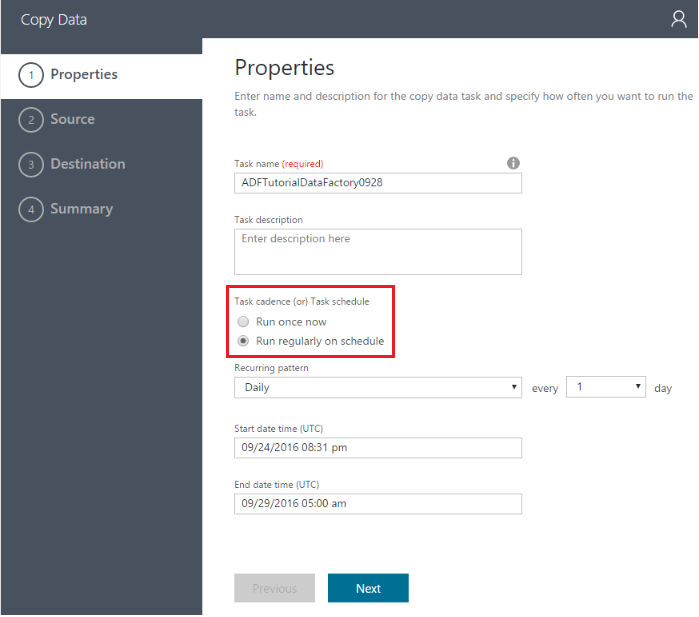 Copy Data
1 Properties
2 Source
3 Destination
4 Summary
Properties
Enter name and description for the copy data task and specify how often you want to run the
task.
Task name (required)
ADFTutorialDataFactory0928
Task description
Enter description here
Task cadence (or) Task schedule
Run once now
Run regularly on schedule
Recurring pattern
Daily every 1 day
Start date time (UTC)
09/24/2016 08:31 pm
End date time (UTC)
09/29/2016 05:00 am
Previous Next